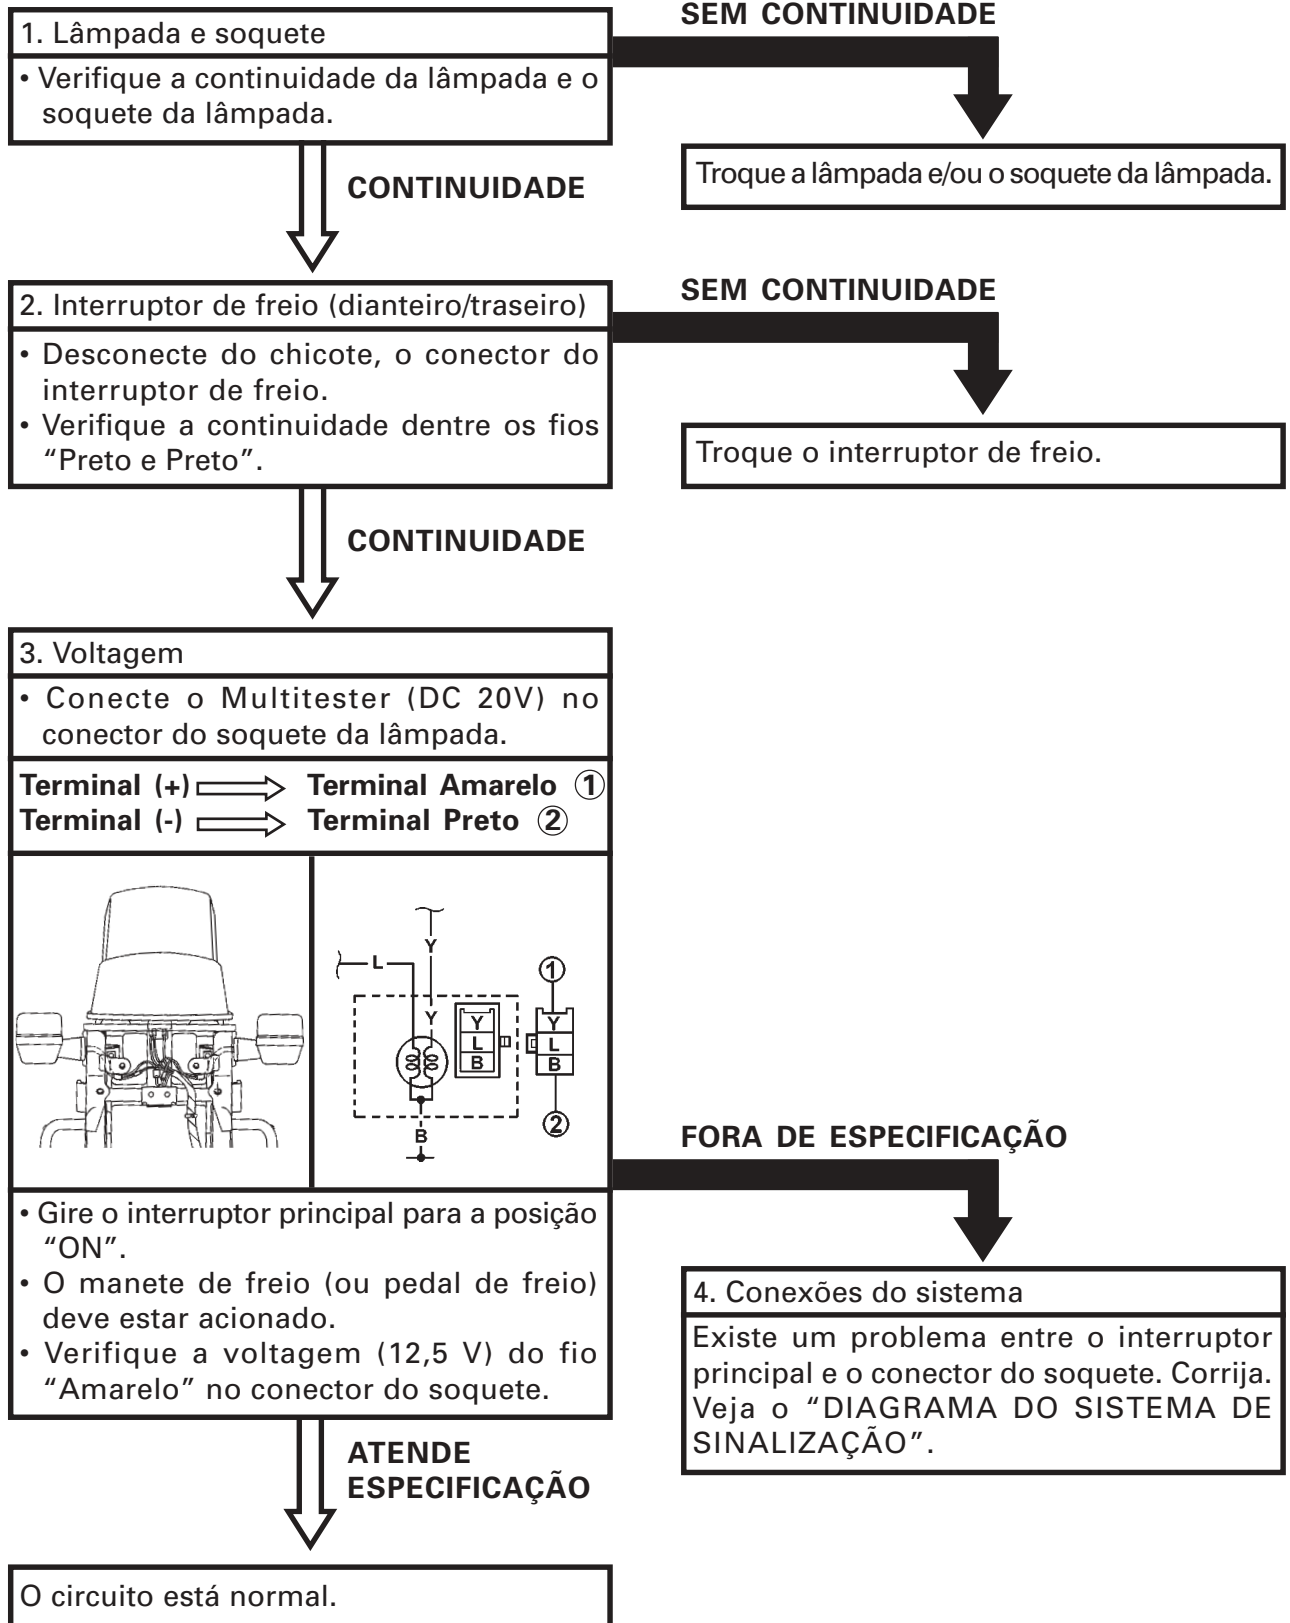 SEM CONTINUIDADE
1. Lâmpada e soquete
• Verifique a continuidade da lâmpada e o
soquete da lâmpada.
Troque a lâmpada e/ou o soquete da lâmpada.
CONTINUIDADE
2. Interruptor de freio (dianteiro/traseiro)
SEM CONTINUIDADE
• Desconecte do chicote, o conector do
interruptor de freio.
• Verifique a continuidade dentre os fios
“Preto e Preto”.
Troque o interruptor de freio.
CONTINUIDADE
3. Voltagem
• Conecte o Multitester (DC 20V) no
conector do soquete da lâmpada.
Terminal (+) Terminal Amarelo ①
Terminal (-) Terminal Preto ②
Y
L
①
Y
Y
L
B
Y
L
B
B
②
FORA DE ESPECIFICAÇÃO
• Gire o interruptor principal para a posição
“ON”.
• O manete de freio (ou pedal de freio)
deve estar acionado.
• Verifique a voltagem (12,5 V) do fio
“Amarelo” no conector do soquete.
4. Conexões do sistema
Existe um problema entre o interruptor
principal e o conector do soquete. Corrija.
Veja o “DIAGRAMA DO SISTEMA DE
SINALIZAÇÃO”.
ATENDE
ESPECIFICAÇÃO
O circuito está normal.